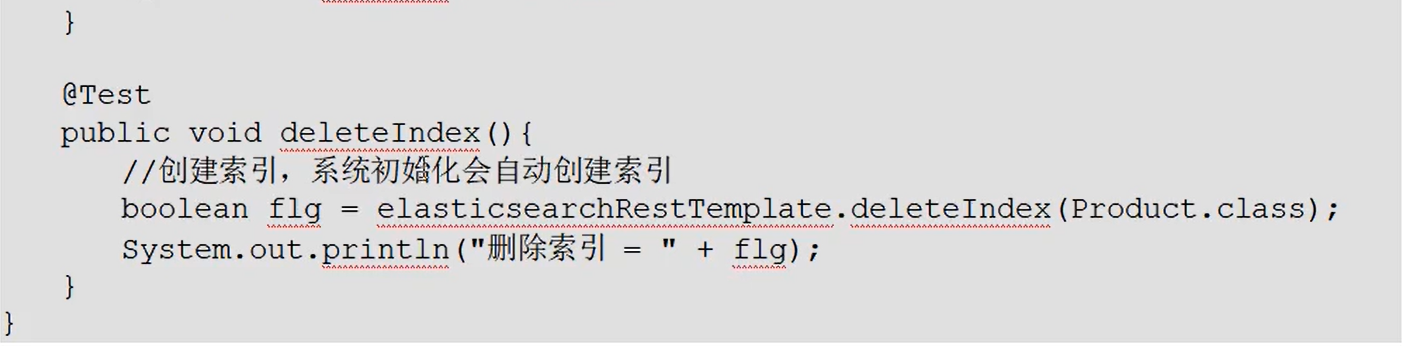 }
@Test
public void deleteIndex(){
//创建索引，系统初始化会自动创建索引
boolean flg = elasticsearchRestTemplate.deleteIndex(Product.class);
System.out.println("删除索引 = " + flg);
}
}